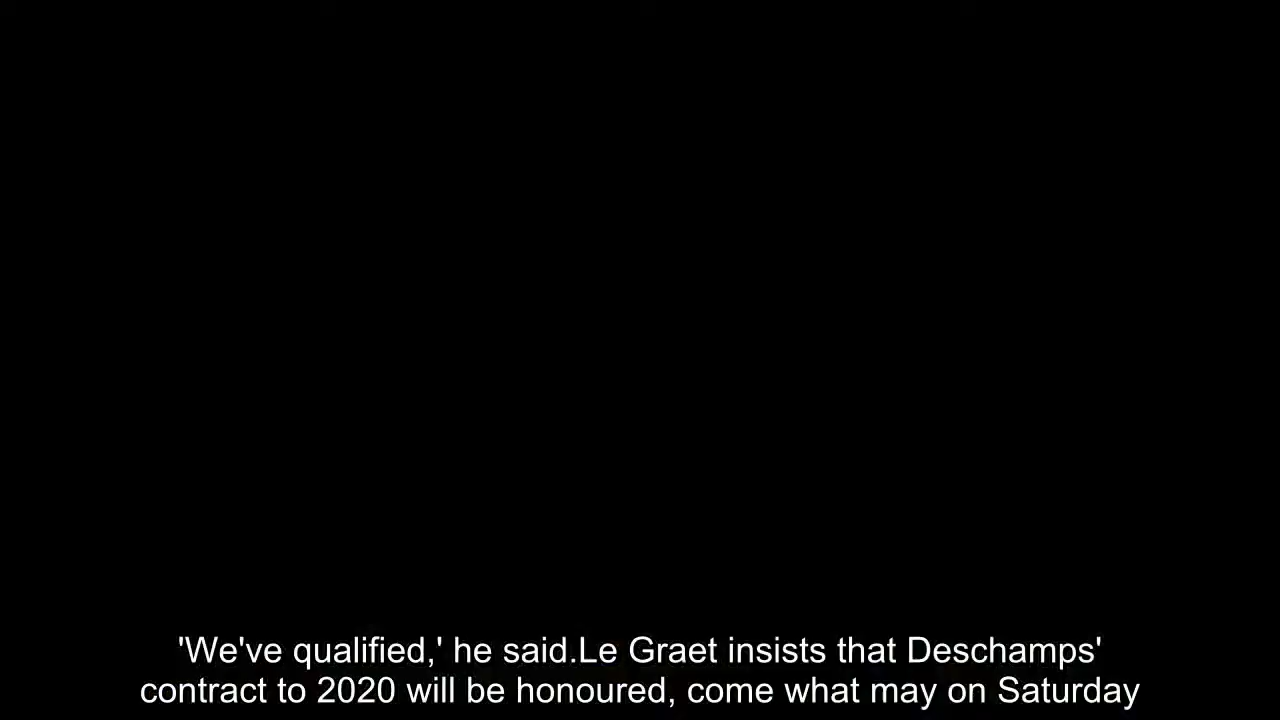 'We've qualified,' he said.Le Graet insists that Deschamps'
contract to 2020 will be honoured, come what may on Saturday